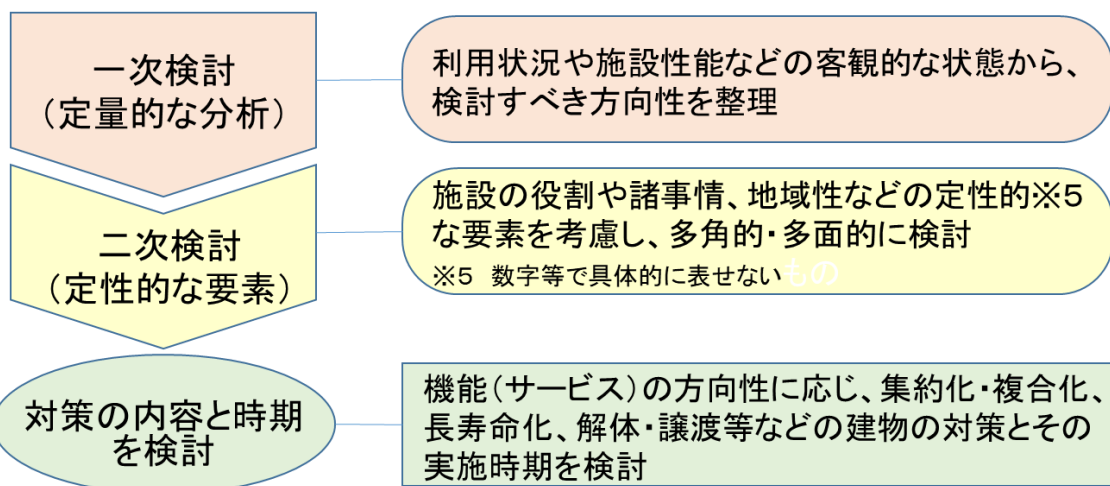 一次検討
（定量的な分析）
利用状況や施設性能などの客観的な状態から、
検討すべき方向性を整理
二次検討
（定性的な要素）
施設の役割や諸事情、地域性などの定性的※５
な要素を考慮し、多角的・多面的に検討
※５　数字等で具体的に表せないもの
対策の内容と時期
を検討
機能（サービス）の方向性に応じ、集約化・複合化、
長寿命化、解体・譲渡等などの建物の対策とその
実施時期を検討